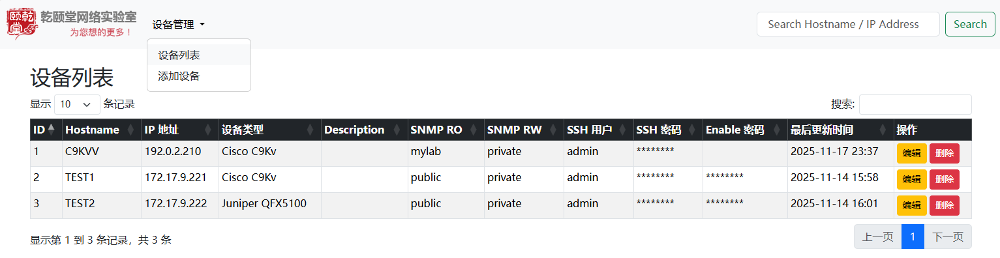 颐乾堂
乾颐堂网络实验室
为您想的更多！
设备管理
Search Hostname / IP Address
Search
设备列表
添加设备
设备列表
显示 10 条记录
搜索:
ID Hostname IP 地址 设备类型 Description SNMP RO SNMP RW SSH 用户 SSH 密码 Enable 密码 最后更新时间 操作
1 C9KVV 192.0.2.210 Cisco C9Kv mylab private admin ******** 2025-11-17 23:37 编辑 删除
2 TEST1 172.17.9.221 Cisco C9Kv public private admin ******** ******** 2025-11-14 15:58 编辑 删除
3 TEST2 172.17.9.222 Juniper QFX5100 public private admin ******** ******** 2025-11-14 16:01 编辑 删除
显示第 1 到 3 条记录，共 3 条
上一页 1 下一页